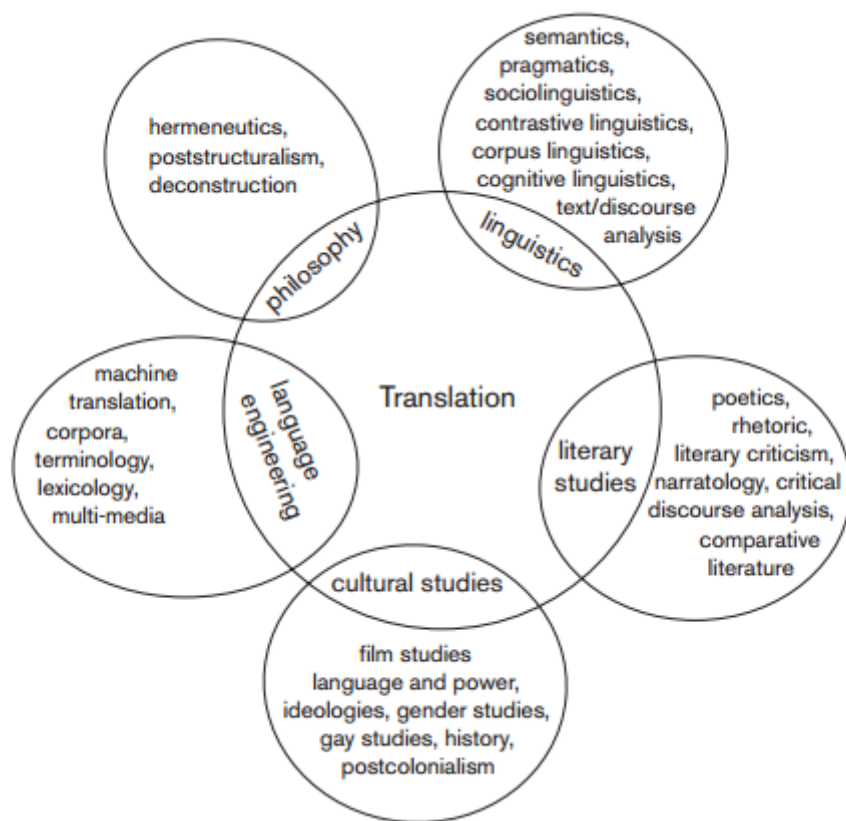 hermeneutics,
poststructuralism,
deconstruction
philosophy
semantics,
pragmatics,
sociolinguistics,
contrastive linguistics,
corpus linguistics,
cognitive linguistics,
text/discourse
analysis
linguistics
Translation
machine
translation,
corpora,
terminology,
lexicology,
multi-media
language
engineering
literary
studies
poetics,
rhetoric,
literary criticism,
narratology, critical
discourse analysis,
comparative
literature
cultural studies
film studies
language and power,
ideologies, gender studies,
gay studies, history,
postcolonialism